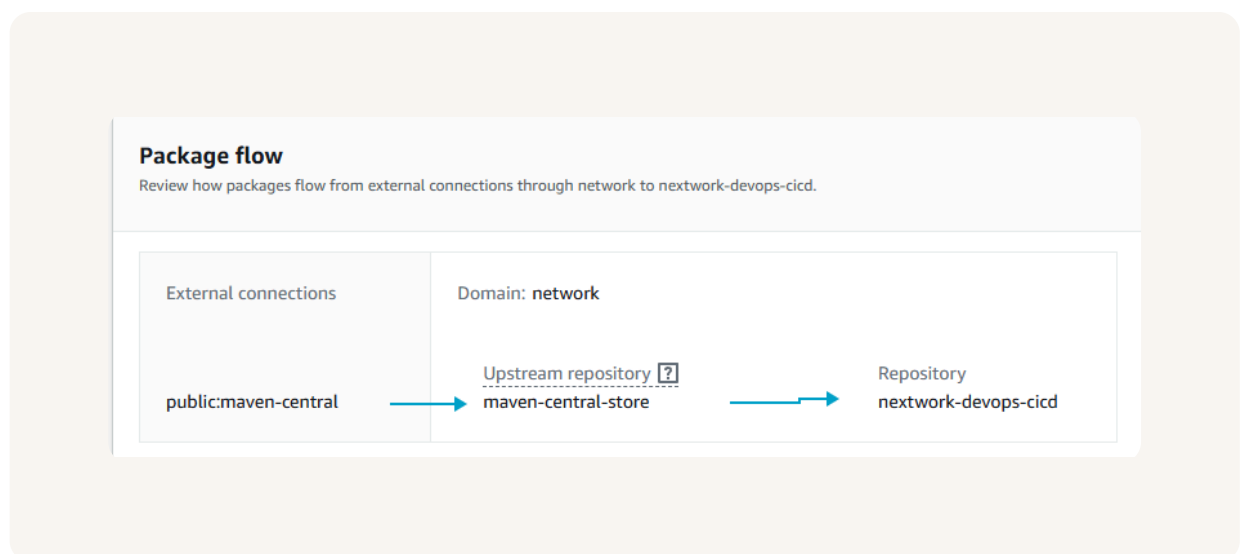 Package flow
Review how packages flow from external connections through network to nextwork-devops-cicd.
External connections
Domain: network
Upstream repository [?]
Repository
public:maven-central
maven-central-store
nextwork-devops-cicd